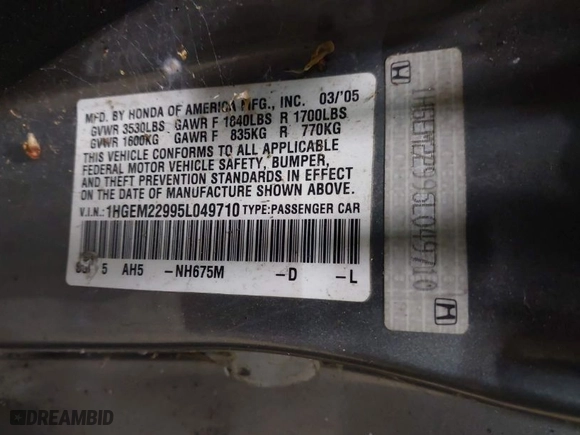 MFD. BY HONDA OF AMERICA MFG., INC. 03/'05
GVWR 3530LBS GAWR F 1840LBS R 1700LBS
GVWR 1600KG GAWR F 835KG R 770KG
THIS VEHICLE CONFORMS TO ALL APPLICABLE
FEDERAL MOTOR VEHICLE SAFETY, BUMPER,
AND THEFT PREVENTION STANDARDS IN EFFECT
ON THE DATE OF MANUFACTURE SHOWN ABOVE.
V.I.N.: 1HGEM22995L049710 TYPE:PASSENGER CAR
5 AH5 -NH675M -D -L
1HGEM22995L049710
DREAMBID